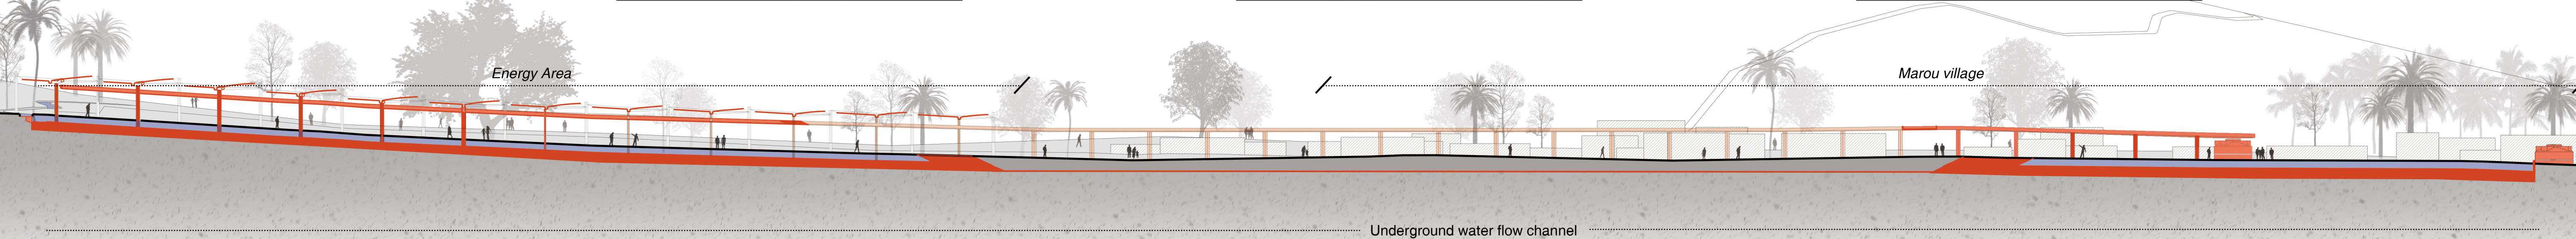 Energy Area
Marou village
Underground water flow channel